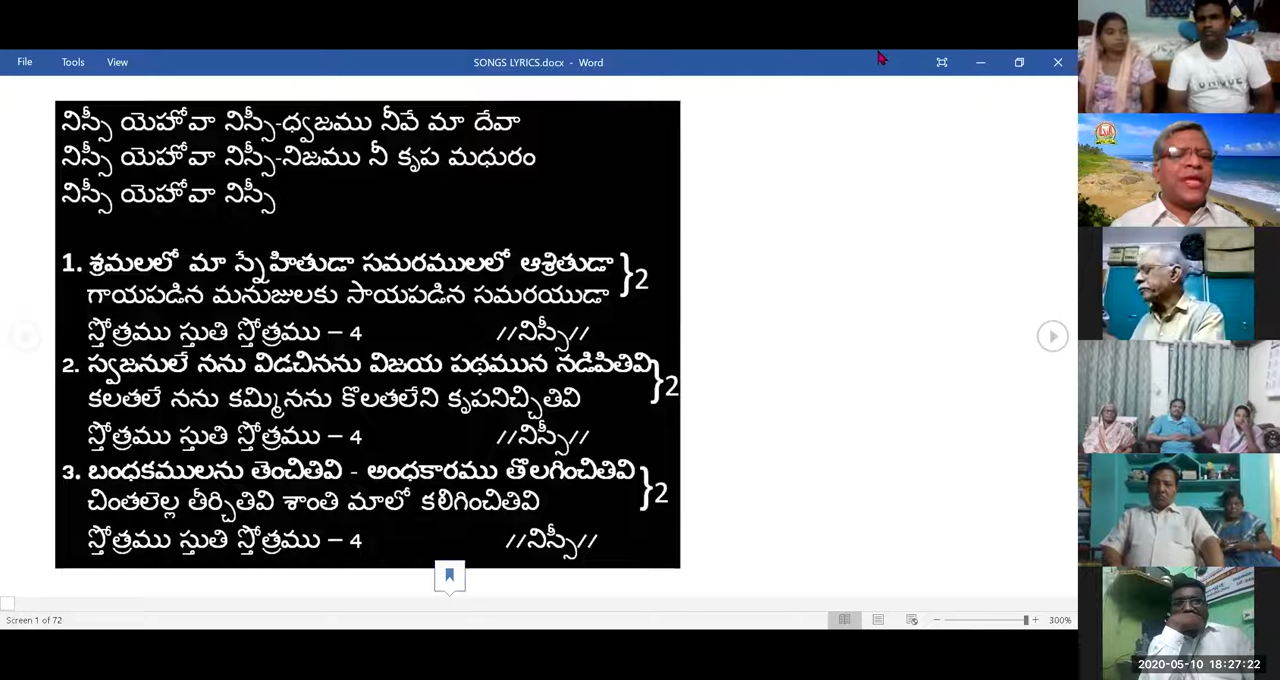 File Tools View SONGS LYRICS.docx - Word
నిస్సీ యెహోవా నిస్సీ-ధ్వజము నీవే మా దేవా
నిస్సీ యెహోవా నిస్సీ-నిజము నీ కృప మధురం
నిస్సీ యెహోవా నిస్సీ
1. శ్రమలలో మా స్నేహితుడా సమరములలో ఆశ్రితుడా }2
గాయపడిన మనుజులకు సాయపడిన సమరయుడా
స్తోత్రము స్తుతి స్తోత్రము – 4 //నిస్సీ//
2. స్వజనులే నను విడచినను విజయ పథమున నడిపితివి }2
కలతలే నను కమ్మినను కొలతలేని కృపనిచ్చితివి
స్తోత్రము స్తుతి స్తోత్రము – 4 //నిస్సీ//
3. బంధకములను తెంచితివి - అంధకారము తొలగించితివి }2
చింతలెల్ల తీర్చితివి శాంతి మాలో కలిగించితివి
స్తోత్రము స్తుతి స్తోత్రము – 4 //నిస్సీ//
Screen 1 of 72 300%
UNIQUE
2020-05-10 18:27:22